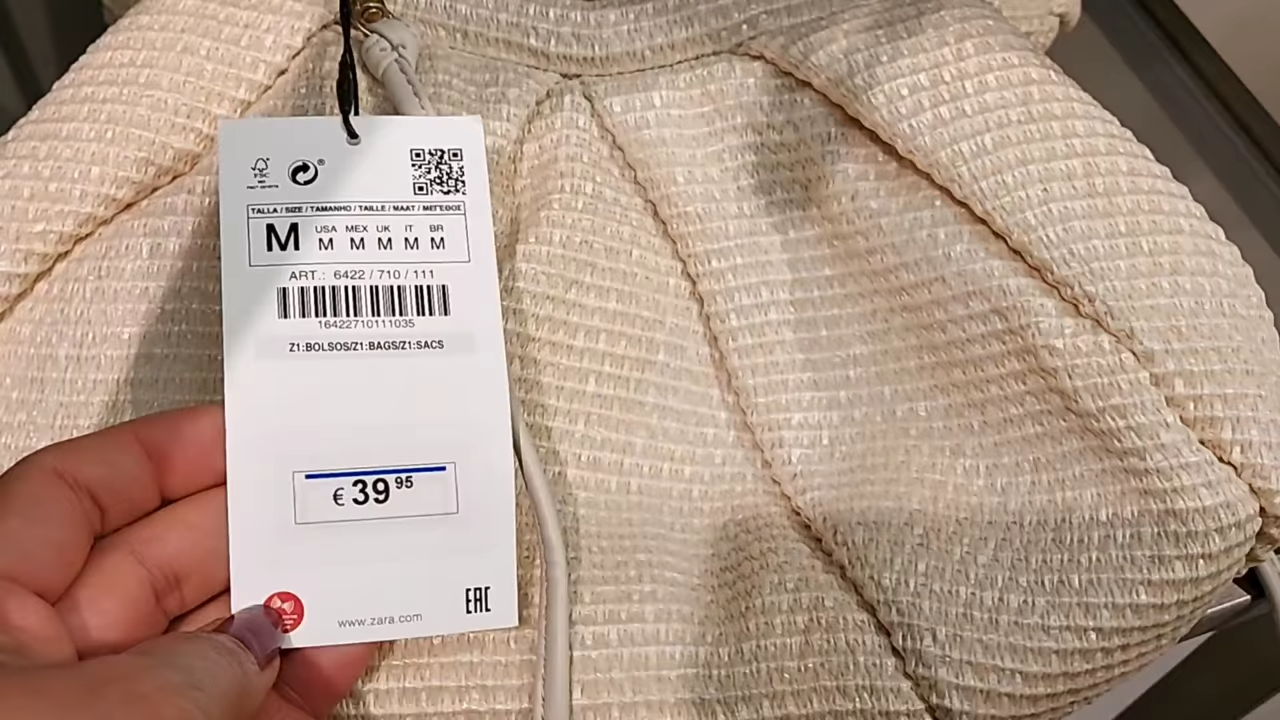 FSC
TALLA / SIZE / TAMANHO / TAILLE / MAAT / ΜΕΓΕΘΟΣ
M
USA MEX UK IT BR
M M M M M
ART.: 6422 / 710 / 111
16422710111035
Z1:BOLSOS/Z1:BAGS/Z1:SACS
€ 39 95
www.zara.com
EAC